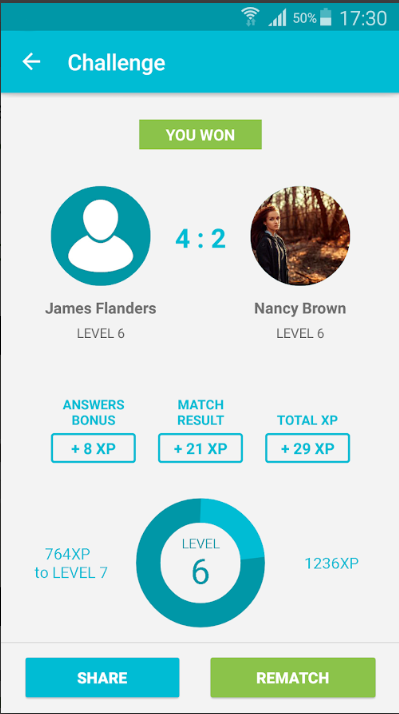 50% 17:30
Challenge
YOU WON
4 : 2
James Flanders
Nancy Brown
LEVEL 6
LEVEL 6
ANSWERS
BONUS
MATCH
RESULT
TOTAL XP
+ 8 XP
+ 21 XP
+ 29 XP
764XP
to LEVEL 7
LEVEL
6
1236XP
SHARE
REMATCH